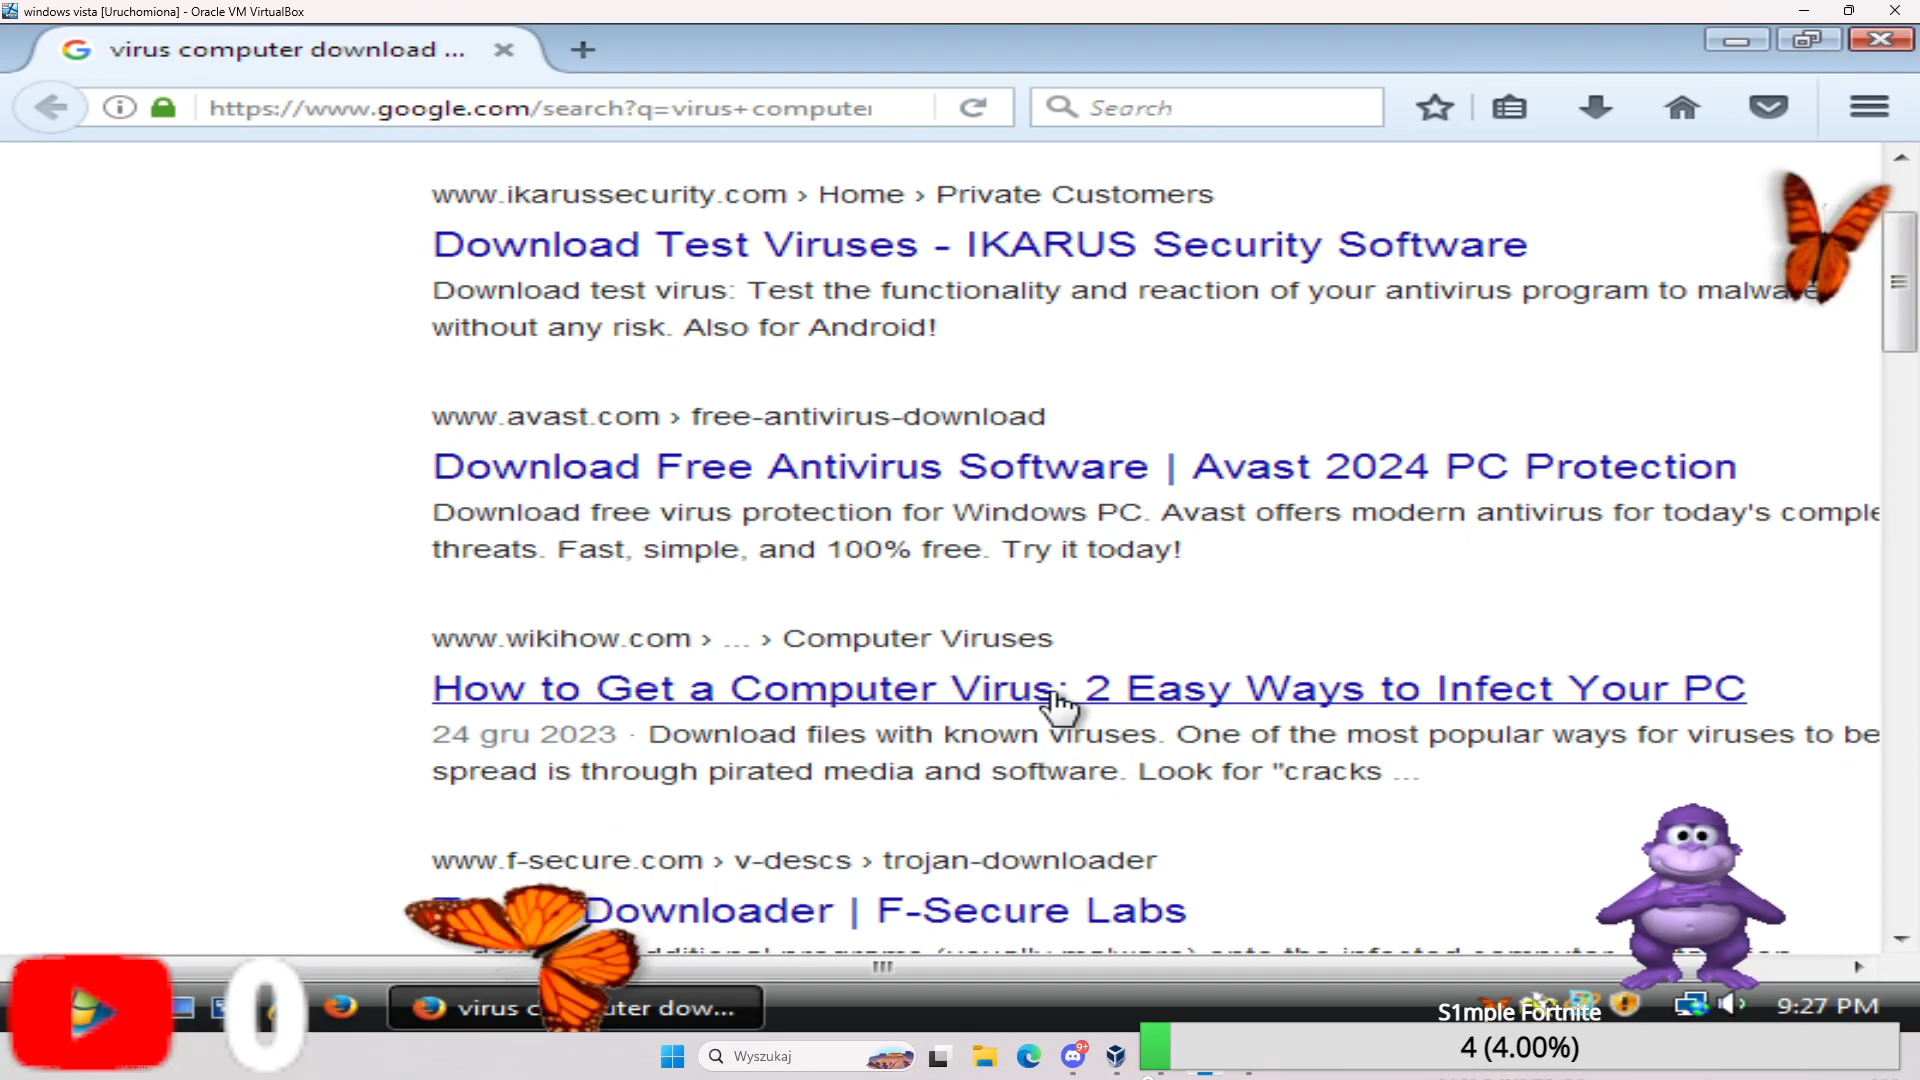 windows vista [Uruchomiona] - Oracle VM VirtualBox
virus computer download ...
https://www.google.com/search?q=virus+computer
Search
www.ikarussecurity.com › Home › Private Customers
Download Test Viruses - IKARUS Security Software
Download test virus: Test the functionality and reaction of your antivirus program to malware
without any risk. Also for Android!
www.avast.com › free-antivirus-download
Download Free Antivirus Software | Avast 2024 PC Protection
Download free virus protection for Windows PC. Avast offers modern antivirus for today's comple
threats. Fast, simple, and 100% free. Try it today!
www.wikihow.com › ... › Computer Viruses
How to Get a Computer Virus: 2 Easy Ways to Infect Your PC
24 gru 2023 · Download files with known viruses. One of the most popular ways for viruses to be
spread is through pirated media and software. Look for "cracks ...
www.f-secure.com › v-descs › trojan-downloader
Downloader | F-Secure Labs
0
virus computer dow...
9:27 PM
S1mple Fortnite
4 (4.00%)
Wyszukaj
9+